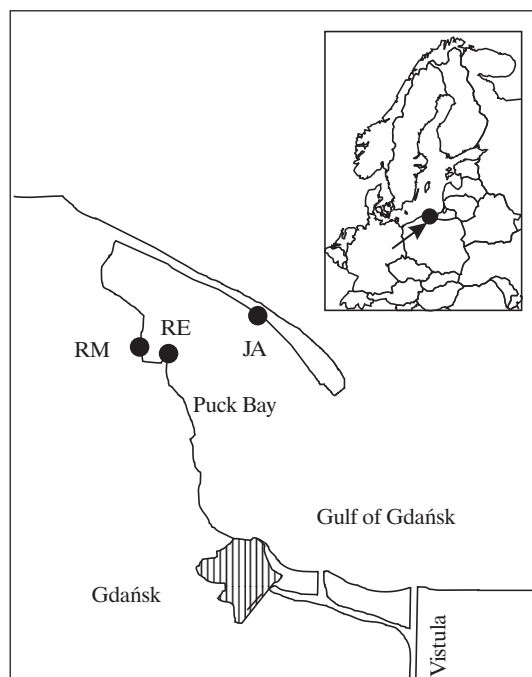 RE
RM
JA
Puck Bay
Gulf of Gdańsk
Gdańsk
Vistula